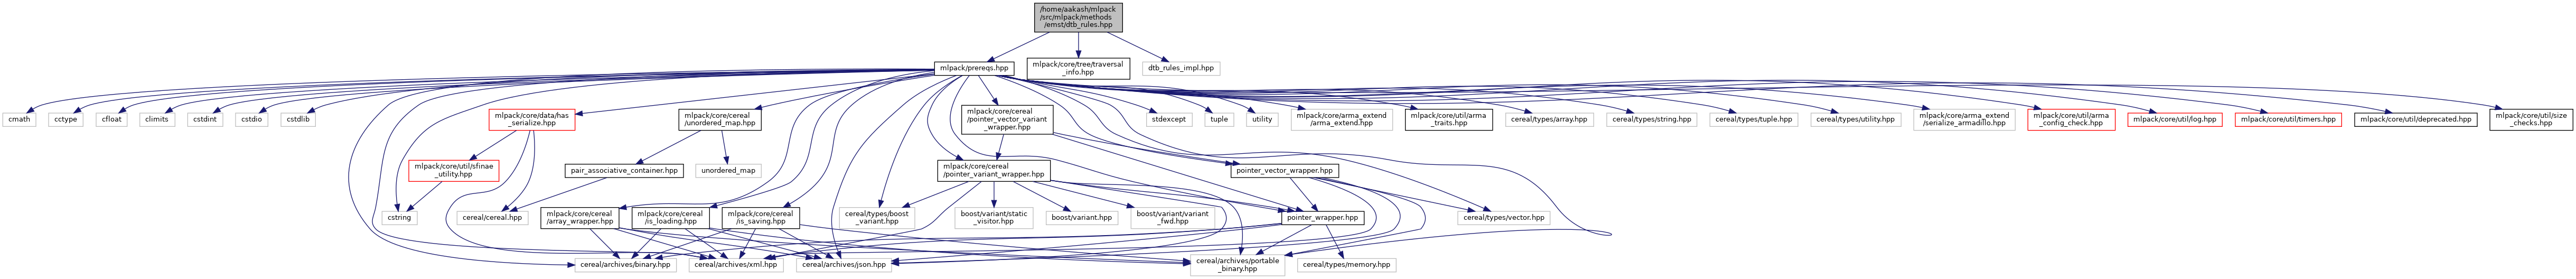 /home/aakash/mlpack
/src/mlpack/methods
/emst/dtb_rules.hpp
mlpack/prereqs.hpp
mlpack/core/tree/traversal
_info.hpp
dtb_rules_impl.hpp
cmath
cctype
cfloat
climits
cstdint
cstdio
cstdlib
mlpack/core/data/has
_serialize.hpp
mlpack/core/cereal
/unordered_map.hpp
mlpack/core/cereal
/pointer_vector_variant
_wrapper.hpp
stdexcept
tuple
utility
mlpack/core/arma_extend
/arma_extend.hpp
mlpack/core/util/arma
_traits.hpp
cereal/types/array.hpp
cereal/types/string.hpp
cereal/types/tuple.hpp
cereal/types/utility.hpp
mlpack/core/arma_extend
/serialize_armadillo.hpp
mlpack/core/util/arma
_config_check.hpp
mlpack/core/util/log.hpp
mlpack/core/util/timers.hpp
mlpack/core/util/deprecated.hpp
mlpack/core/util/size
_checks.hpp
mlpack/core/util/sfinae
_utility.hpp
pair_associative_container.hpp
unordered_map
mlpack/core/cereal
/pointer_variant_wrapper.hpp
pointer_vector_wrapper.hpp
cstring
cereal/cereal.hpp
mlpack/core/cereal
/array_wrapper.hpp
mlpack/core/cereal
/is_loading.hpp
mlpack/core/cereal
/is_saving.hpp
cereal/types/boost
_variant.hpp
boost/variant/static
_visitor.hpp
boost/variant.hpp
boost/variant/variant
_fwd.hpp
pointer_wrapper.hpp
cereal/types/vector.hpp
cereal/archives/binary.hpp
cereal/archives/xml.hpp
cereal/archives/json.hpp
cereal/archives/portable
_binary.hpp
cereal/types/memory.hpp